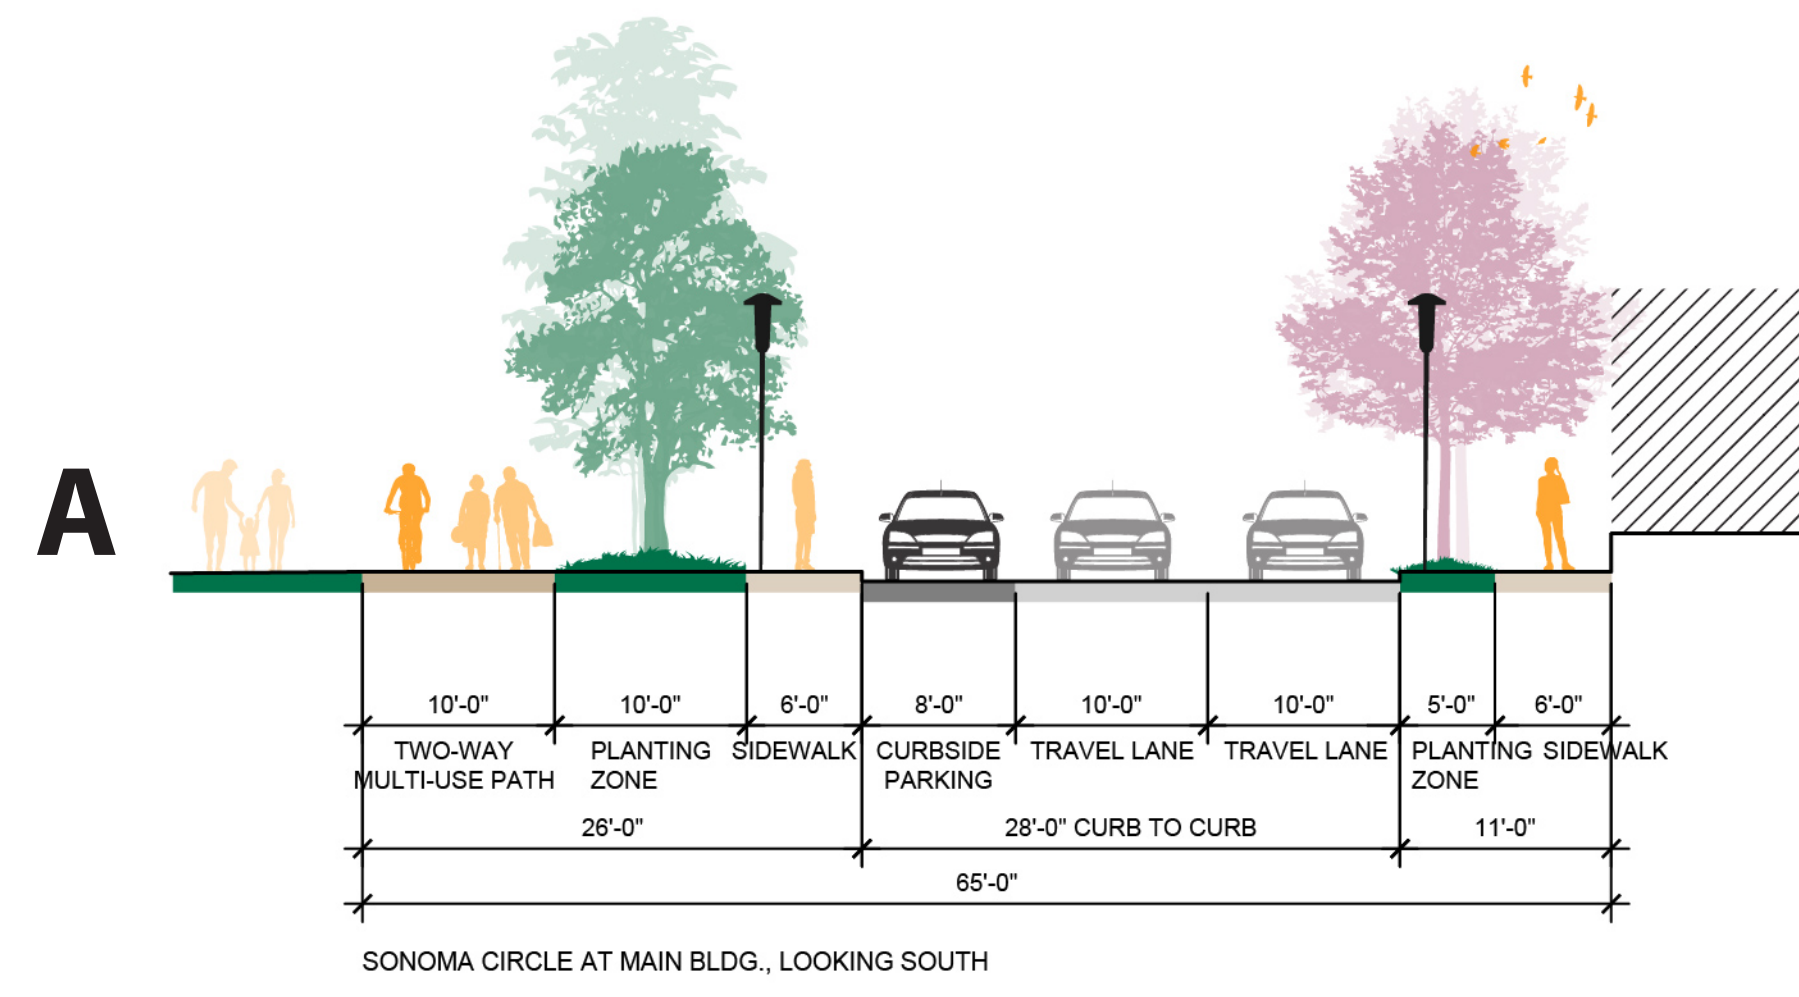 A
10'-0" 10'-0" 6'-0" 8'-0" 10'-0" 10'-0" 5'-0" 6'-0"
TWO-WAY PLANTING SIDEWALK CURBSIDE TRAVEL LANE TRAVEL LANE PLANTING SIDEWALK
MULTI-USE PATH ZONE PARKING ZONE
26'-0" 28'-0" CURB TO CURB 11'-0"
65'-0"
SONOMA CIRCLE AT MAIN BLDG., LOOKING SOUTH